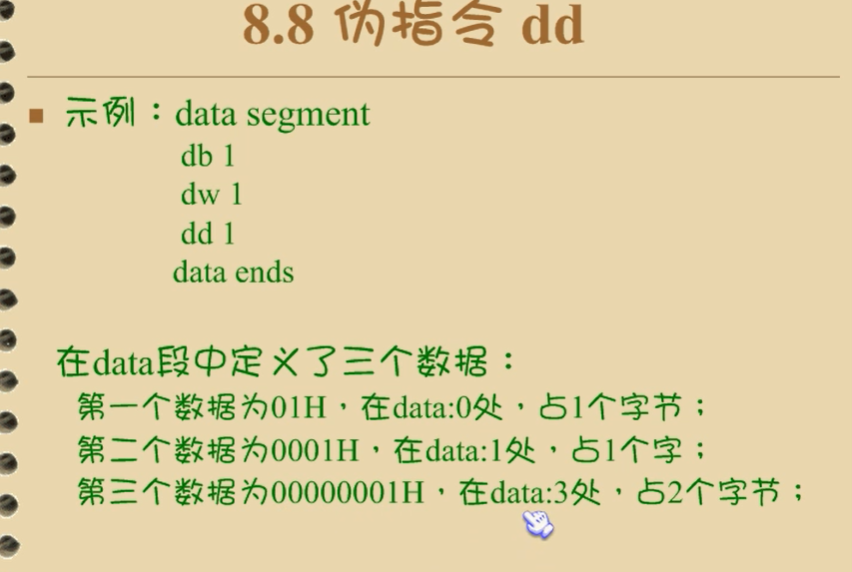 8.8 伪指令 dd
示例：data segment
db 1
dw 1
dd 1
data ends
在data段中定义了三个数据：
第一个数据为01H，在data:0处，占1个字节；
第二个数据为0001H，在data:1处，占1个字；
第三个数据为00000001H，在data:3处，占2个字节；